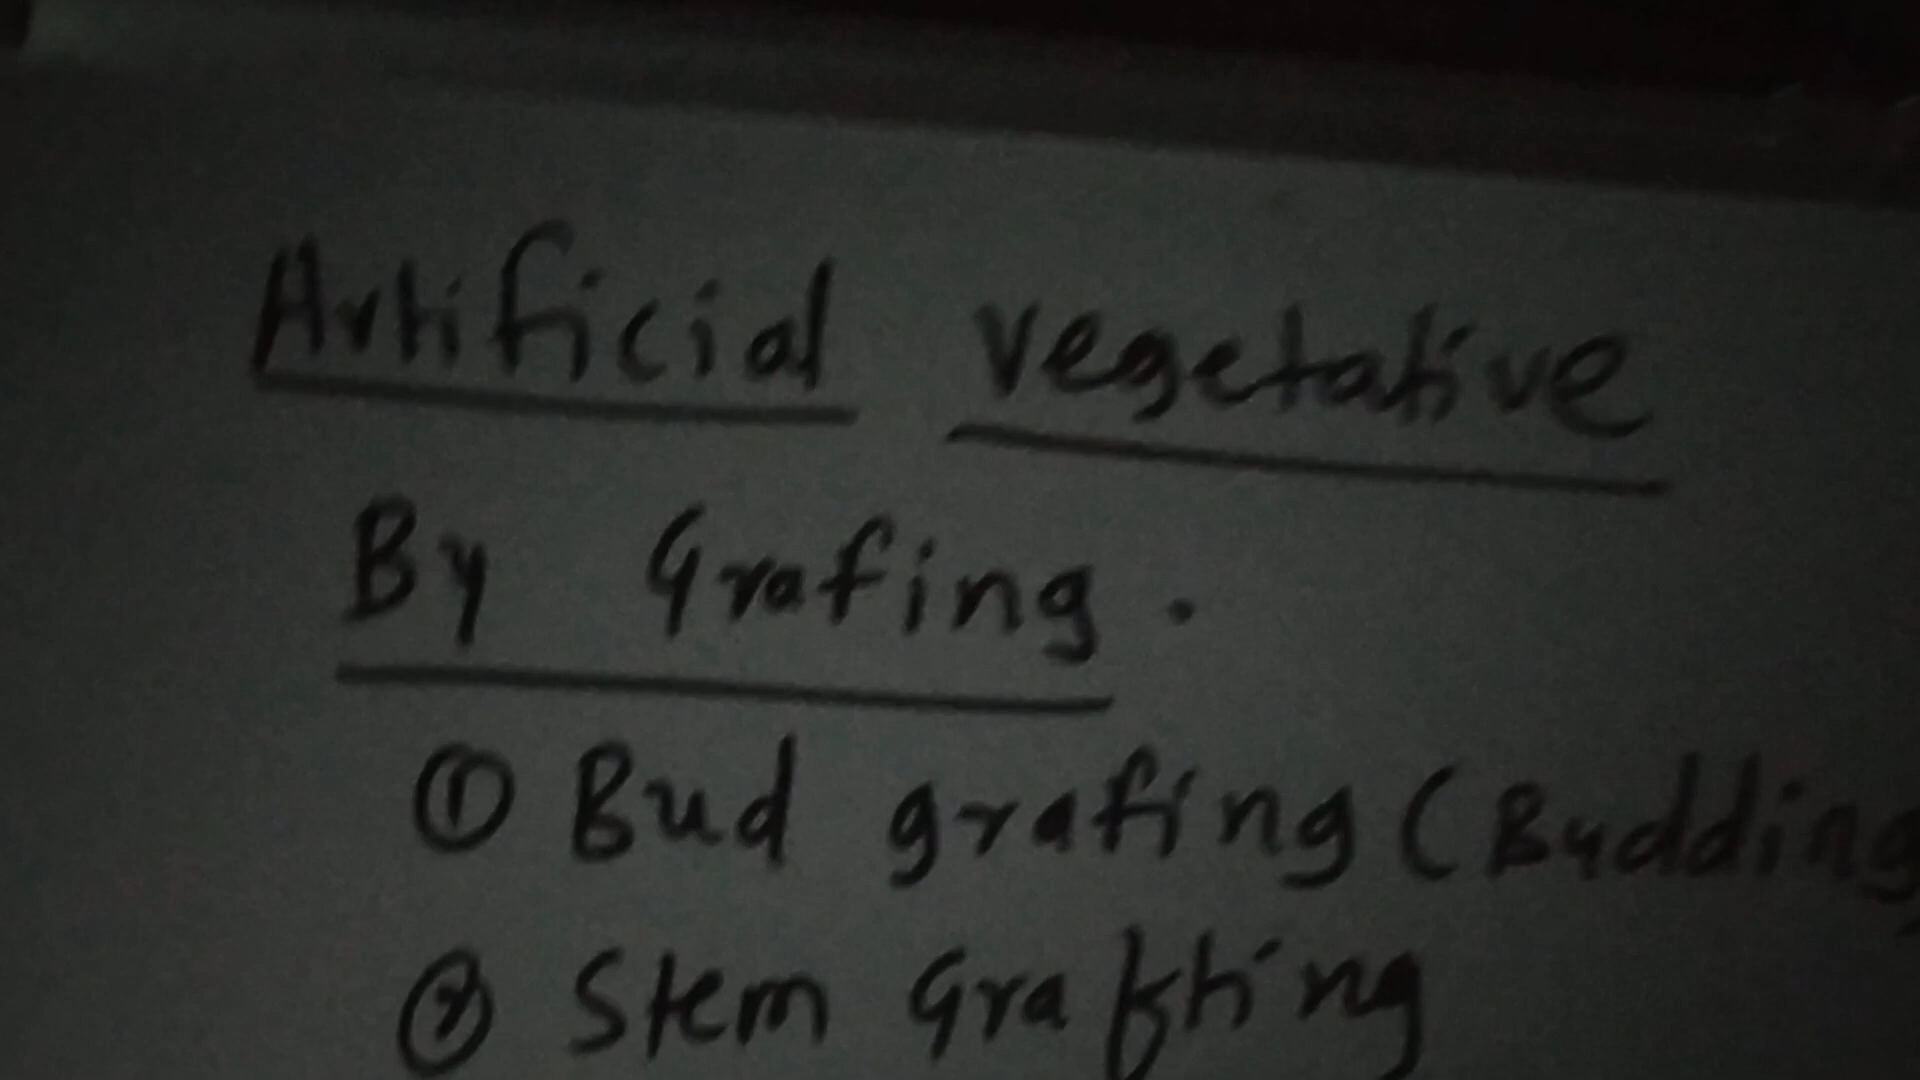 Artificial vegetative
By Grafing.
① Bud grafing (Budding
② Stem Grafting